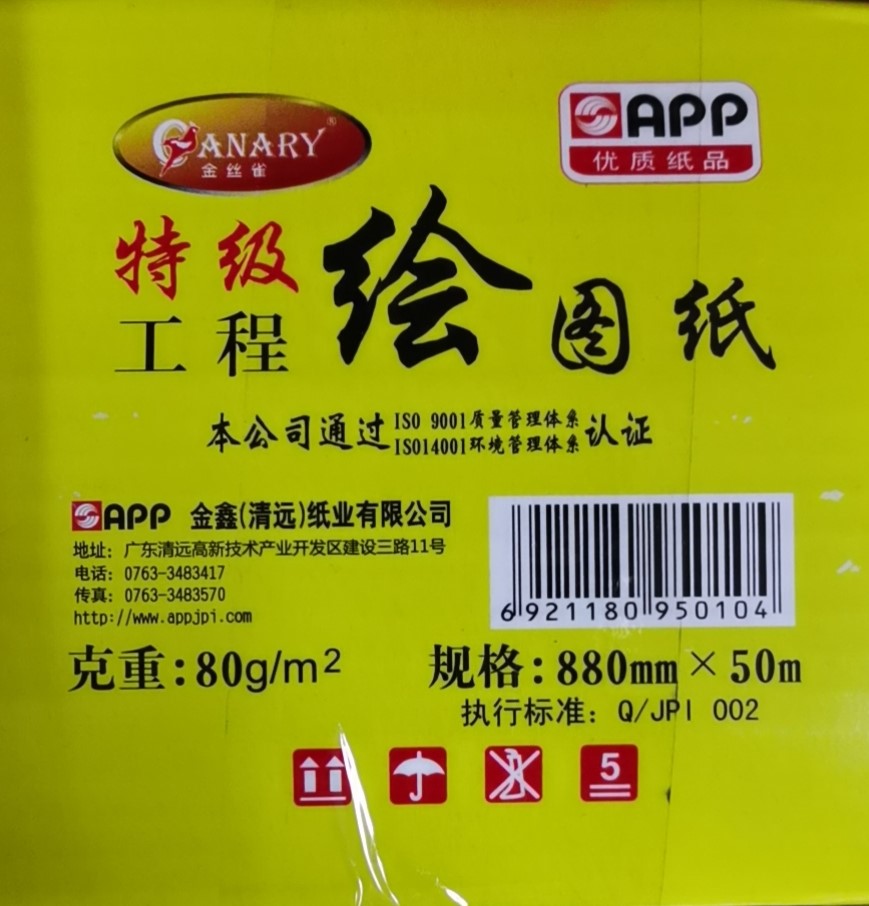 CANARY®
金丝雀
APP
优质纸品
特级
工程
绘图纸
本公司通过 ISO 9001质量管理体系 认证
ISO14001环境管理体系
APP 金鑫(清远)纸业有限公司
地址：广东清远高新技术产业开发区建设三路11号
电话：0763-3483417
传真：0763-3483570
http://www.appjpi.com
6 921180 950104
克重:80g/m²
规格:880mm×50m
执行标准：Q/JPI 002
5